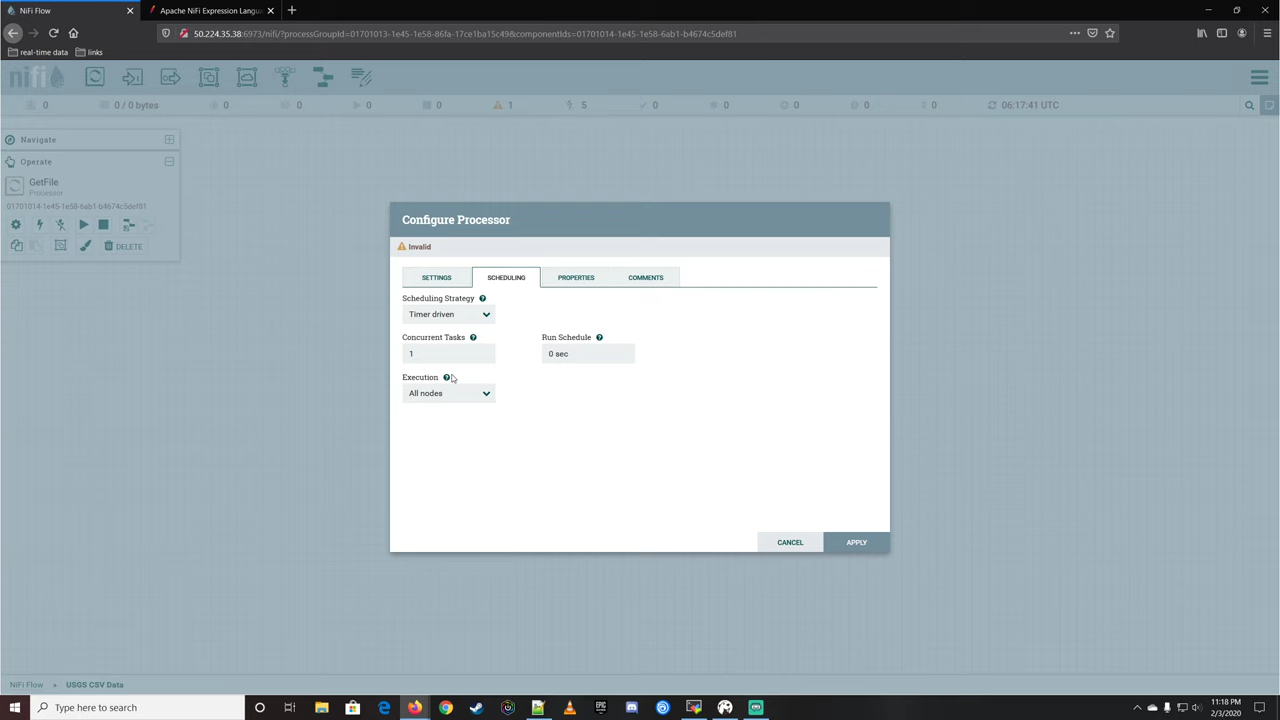 NiFi Flow
Apache NiFi Expression Langu
50.224.35.38:6973/nifi/?processGroupId=01701013-1e45-1e58-86fa-17ce1ba15c49&componentIds=01701014-1e45-1e58-6ab1-b4674c5def81
real-time data links
nifi
0 0 / 0 bytes 0 0 0 0 1 5 0 0 0 0 0 06:17:41 UTC
Navigate
Operate
GetFile
Processor
01701014-1e45-1e58-6ab1-b4674c5def81
DELETE
Configure Processor
Invalid
SETTINGS SCHEDULING PROPERTIES COMMENTS
Scheduling Strategy
Timer driven
Concurrent Tasks Run Schedule
1 0 sec
Execution
All nodes
CANCEL APPLY
NiFi Flow » USGS CSV Data
Type here to search
EPIC
11:18 PM
2/3/2020